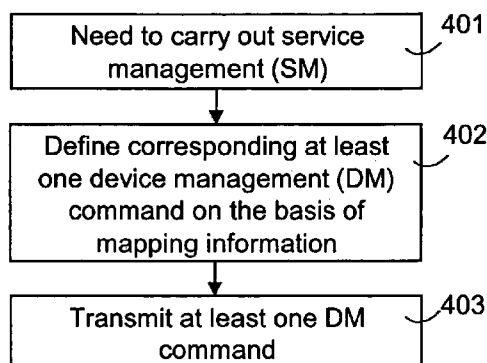 Need to carry out service
management (SM)
401
Define corresponding at least
one device management (DM)
command on the basis of
mapping information
402
Transmit at least one DM
command
403